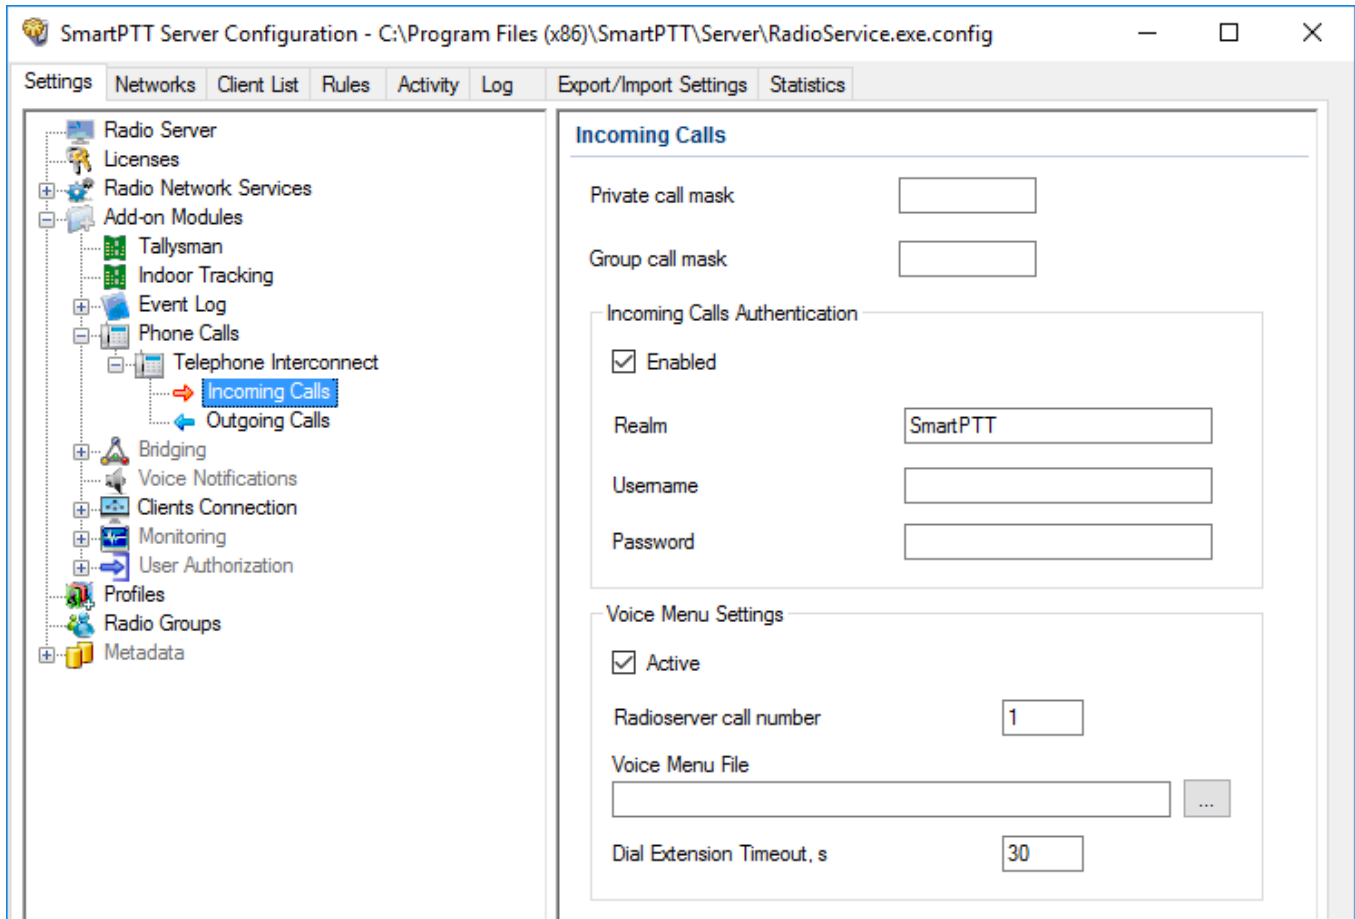 SmartPTT Server Configuration - C:\Program Files (x86)\SmartPTT\Server\RadioService.exe.config
Settings Networks Client List Rules Activity Log Export/Import Settings Statistics
Radio Server
Licenses
Radio Network Services
Add-on Modules
Tallysman
Indoor Tracking
Event Log
Phone Calls
Telephone Interconnect
Incoming Calls
Outgoing Calls
Bridging
Voice Notifications
Clients Connection
Monitoring
User Authorization
Profiles
Radio Groups
Metadata
Incoming Calls
Private call mask
Group call mask
Incoming Calls Authentication
Enabled
Realm SmartPTT
Username
Password
Voice Menu Settings
Active
Radioserver call number 1
Voice Menu File
...
Dial Extension Timeout, s 30